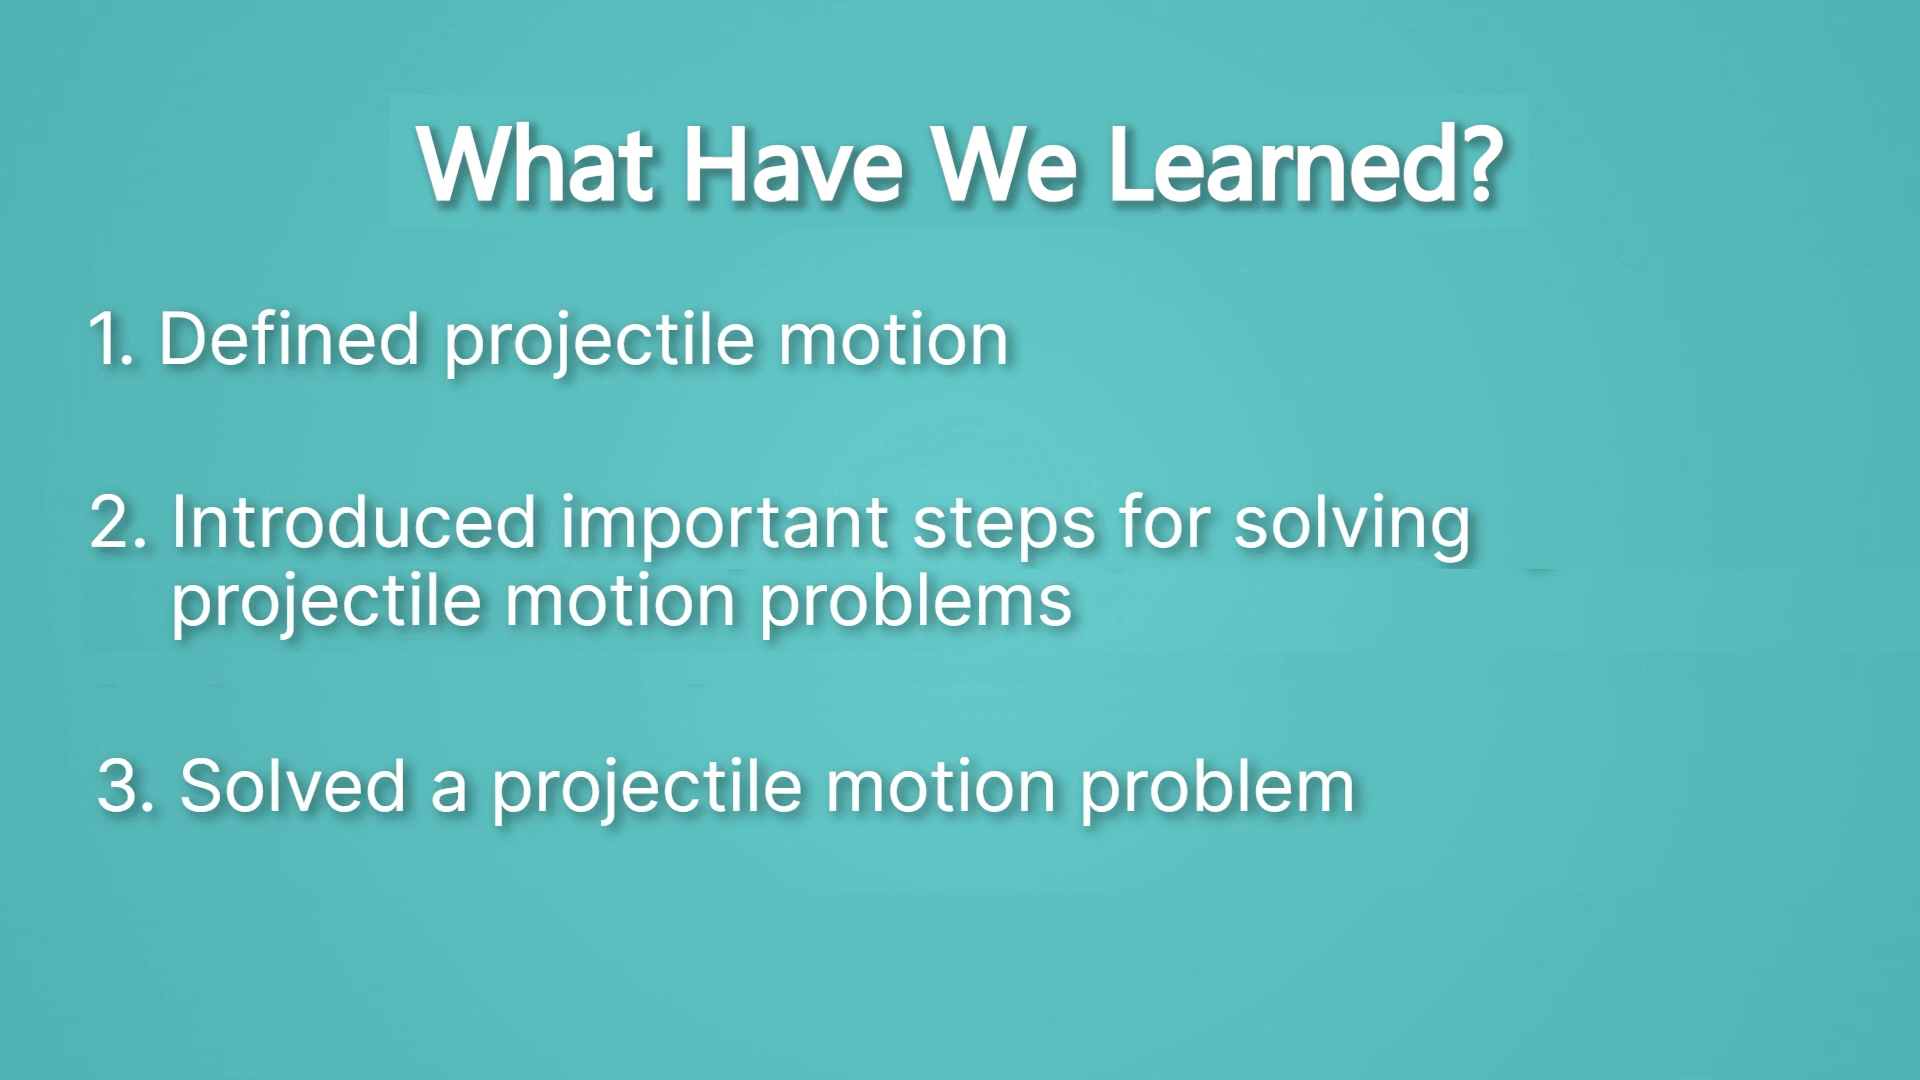 What Have We Learned?
1. Defined projectile motion
2. Introduced important steps for solving
projectile motion problems
3. Solved a projectile motion problem